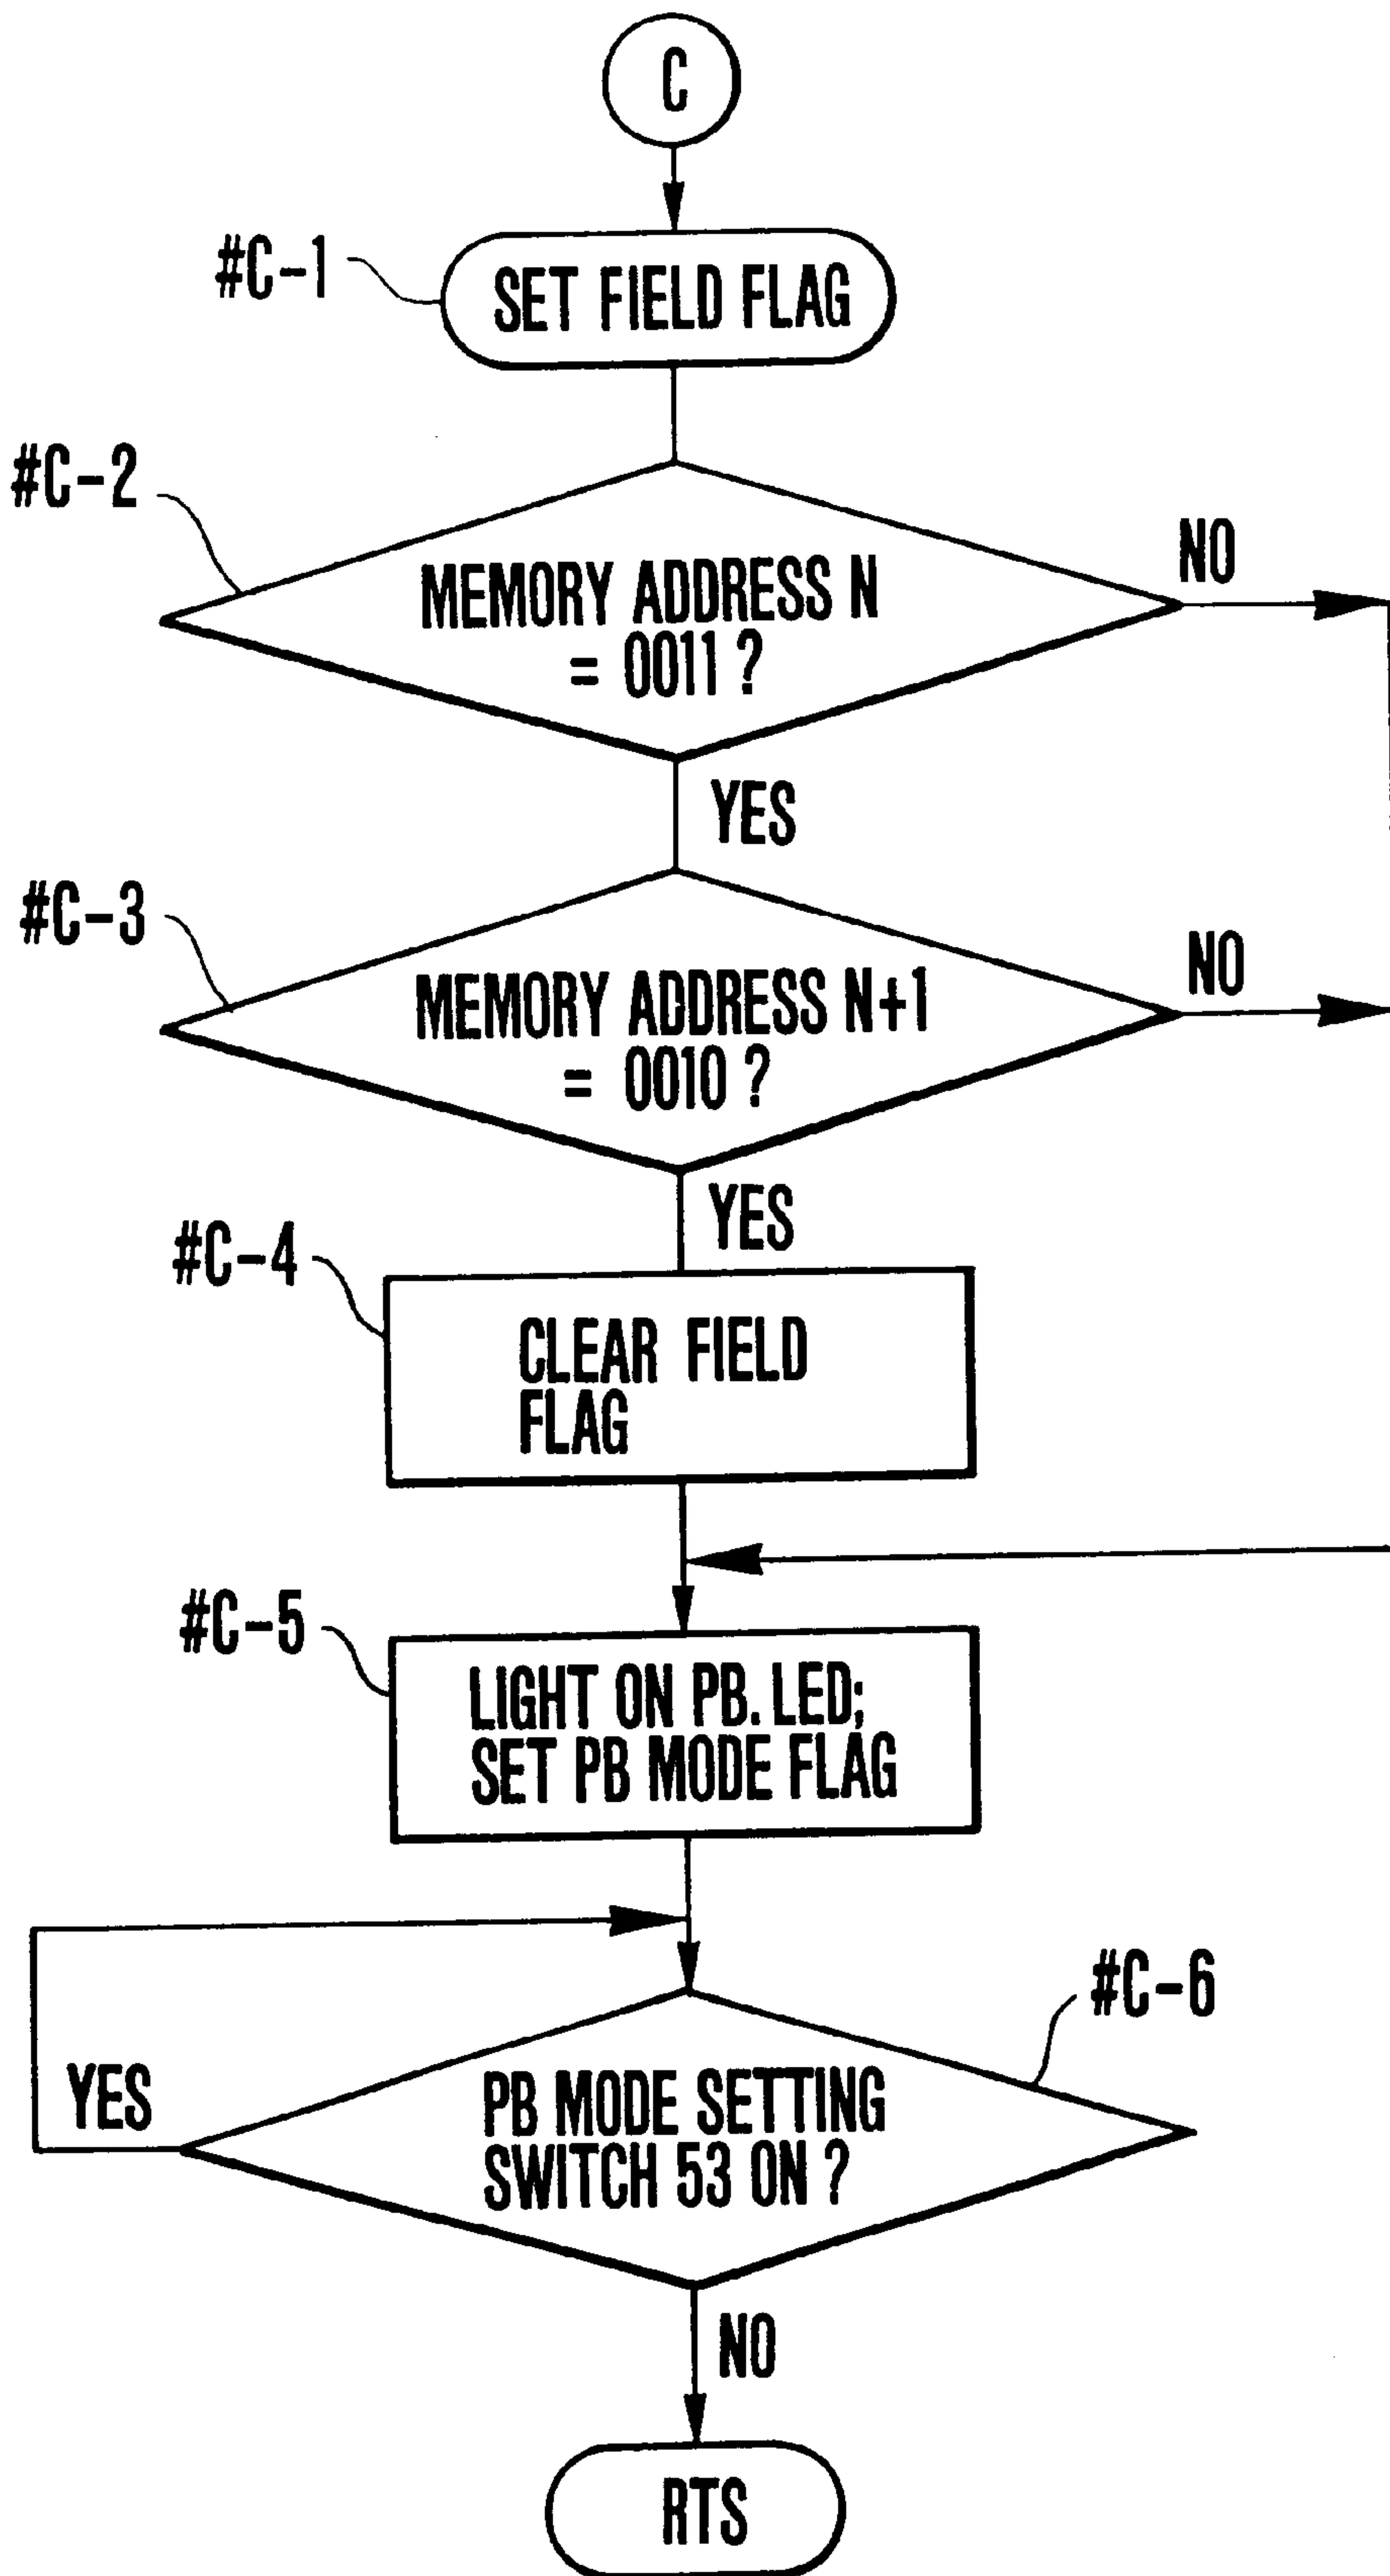 C
#C-1
SET FIELD FLAG
#C-2
MEMORY ADDRESS N
= 0011 ?
NO
YES
#C-3
MEMORY ADDRESS N+1
= 0010 ?
NO
YES
#C-4
CLEAR FIELD
FLAG
#C-5
LIGHT ON PB. LED;
SET PB MODE FLAG
#C-6
PB MODE SETTING
SWITCH 53 ON ?
YES
NO
RTS